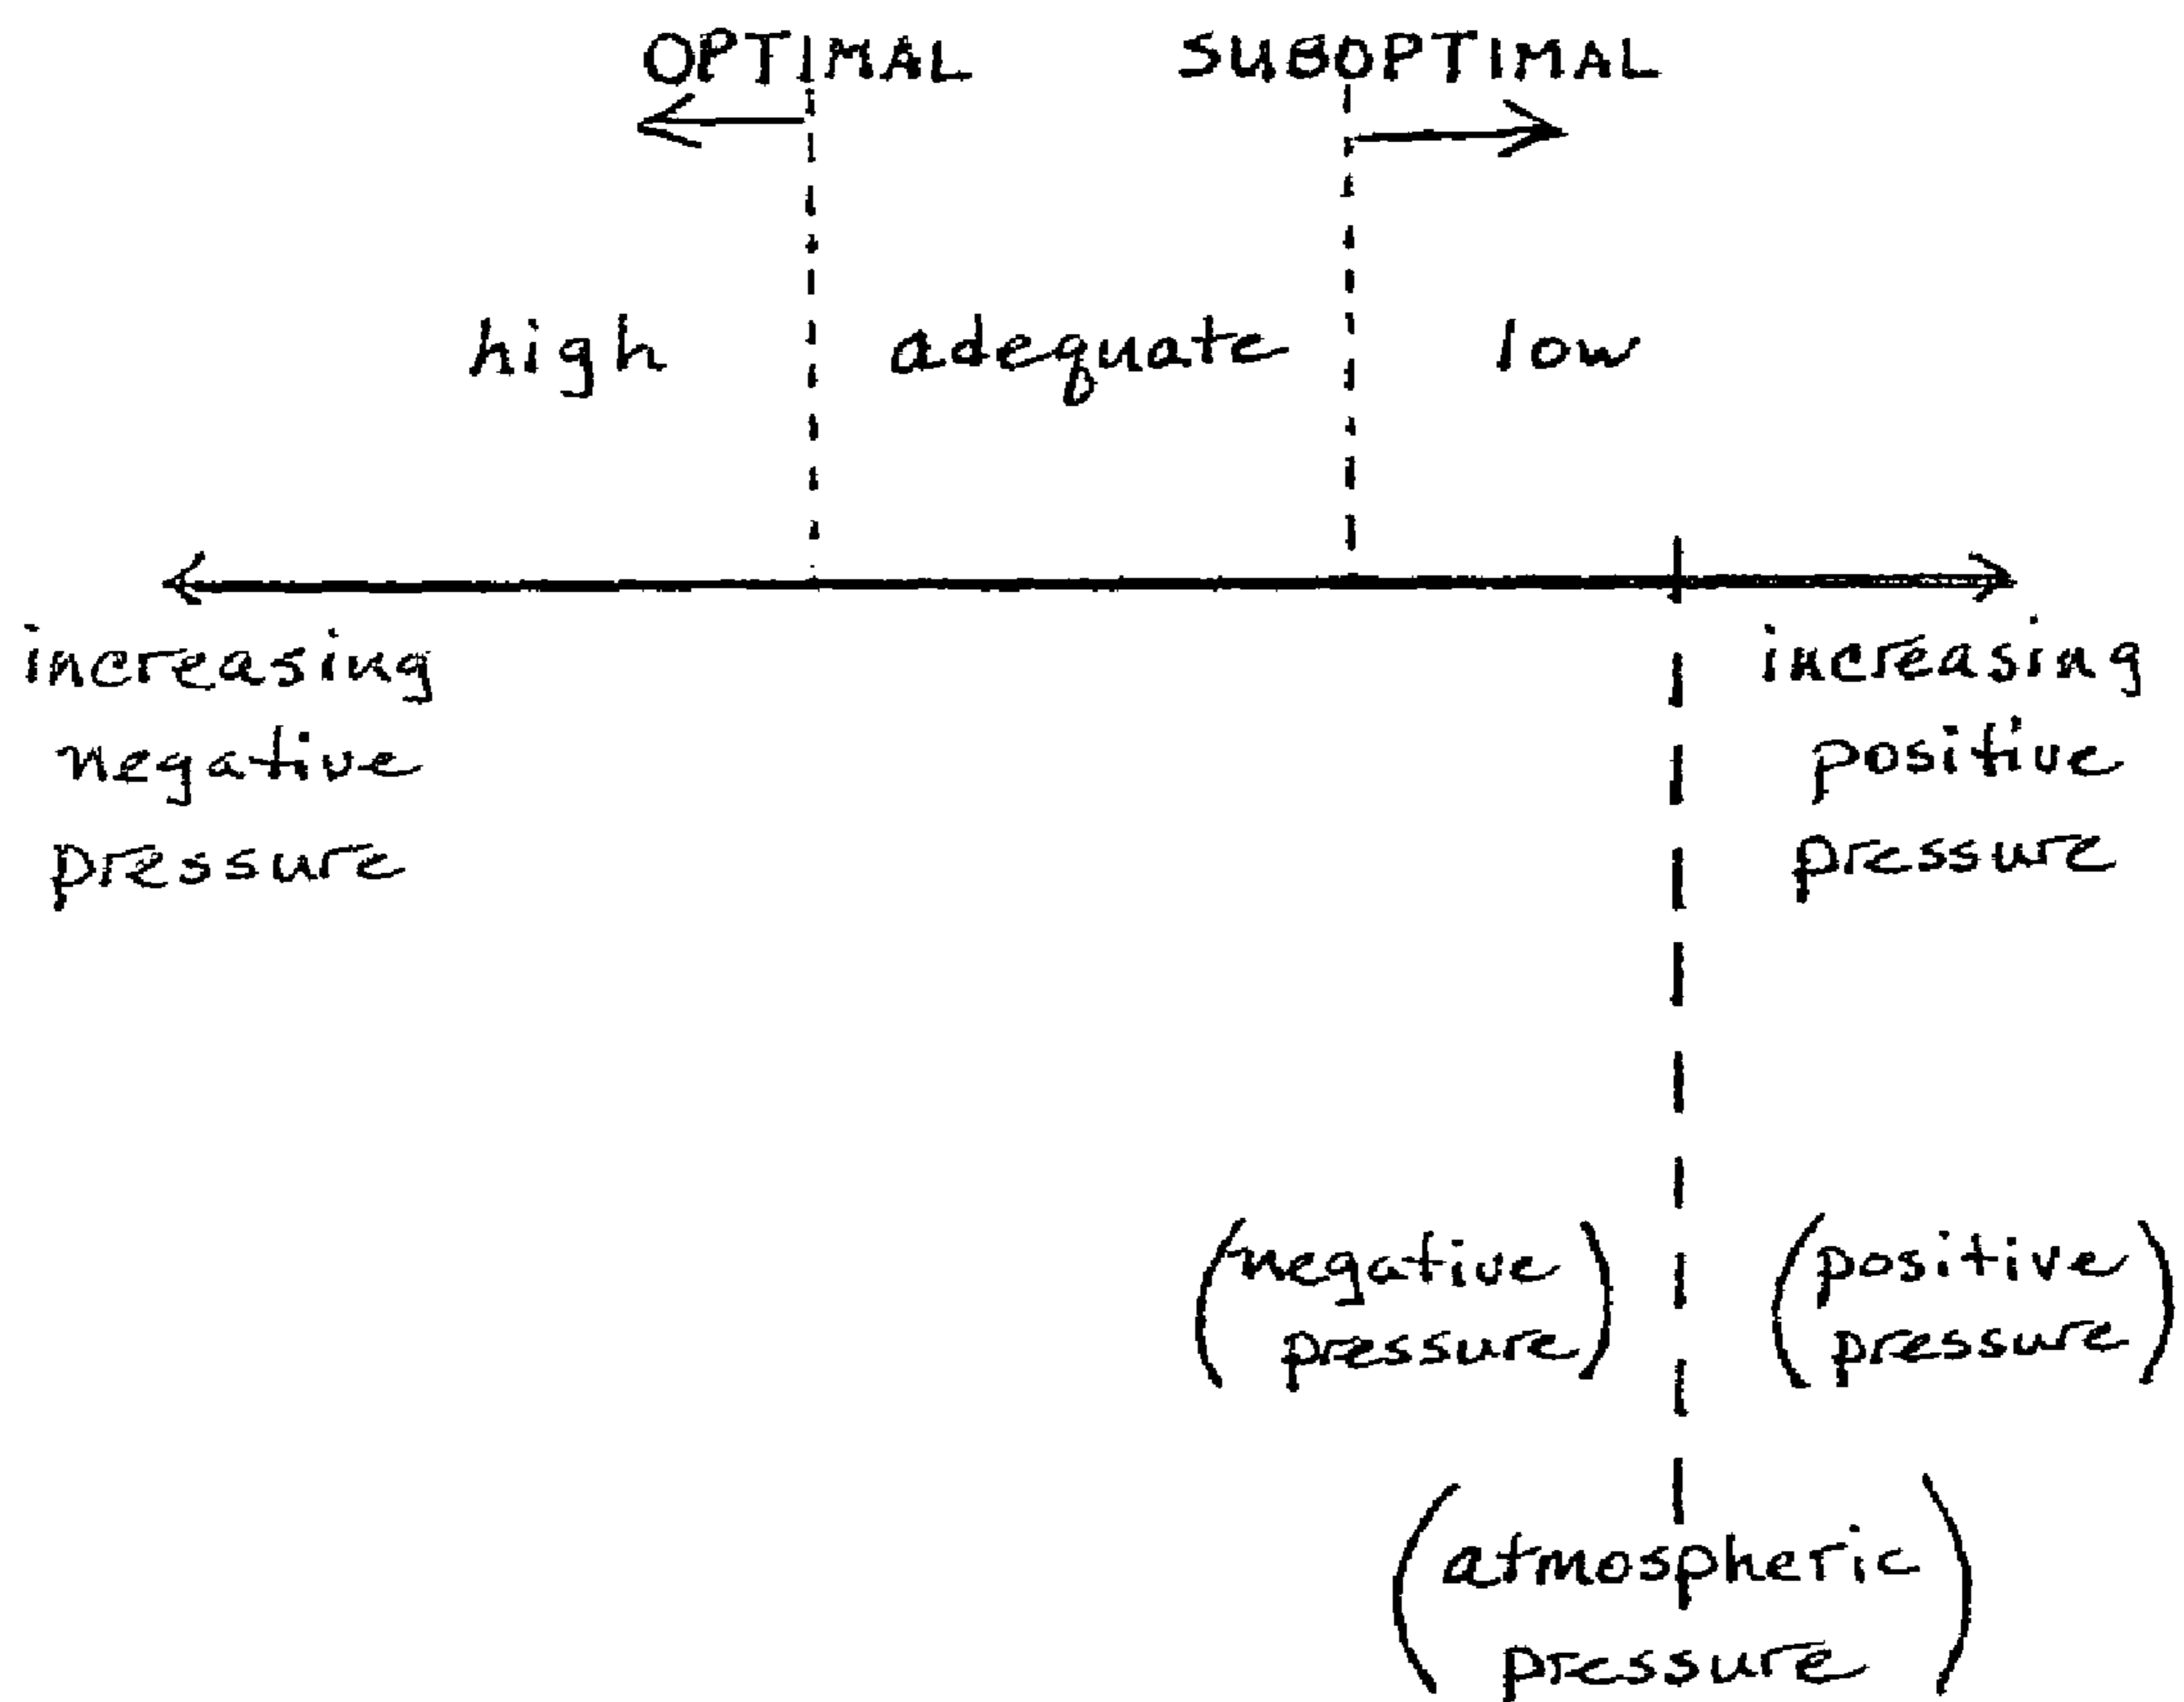 OPTIMAL SUBOPTIMAL
high adequate low
increasing
negative
pressure
increasing
positive
pressure
(negative
pressure)
(positive
pressure)
(atmospheric
pressure)